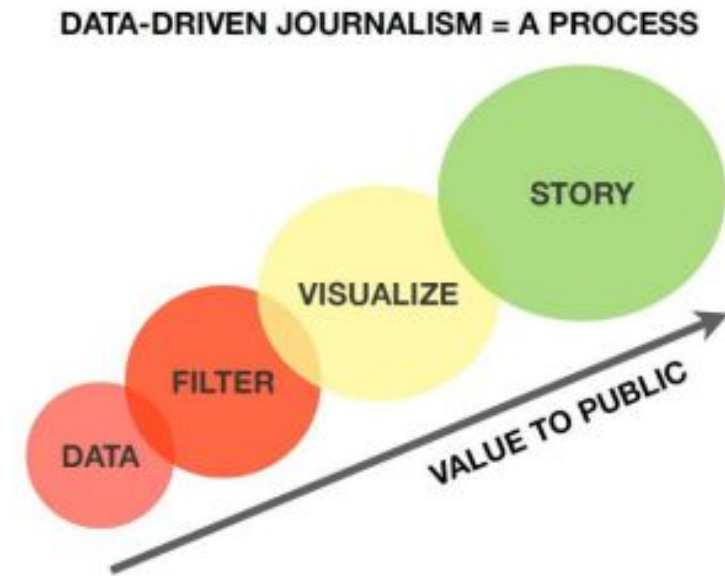 DATA-DRIVEN JOURNALISM = A PROCESS
STORY
VISUALIZE
FILTER
DATA
VALUE TO PUBLIC